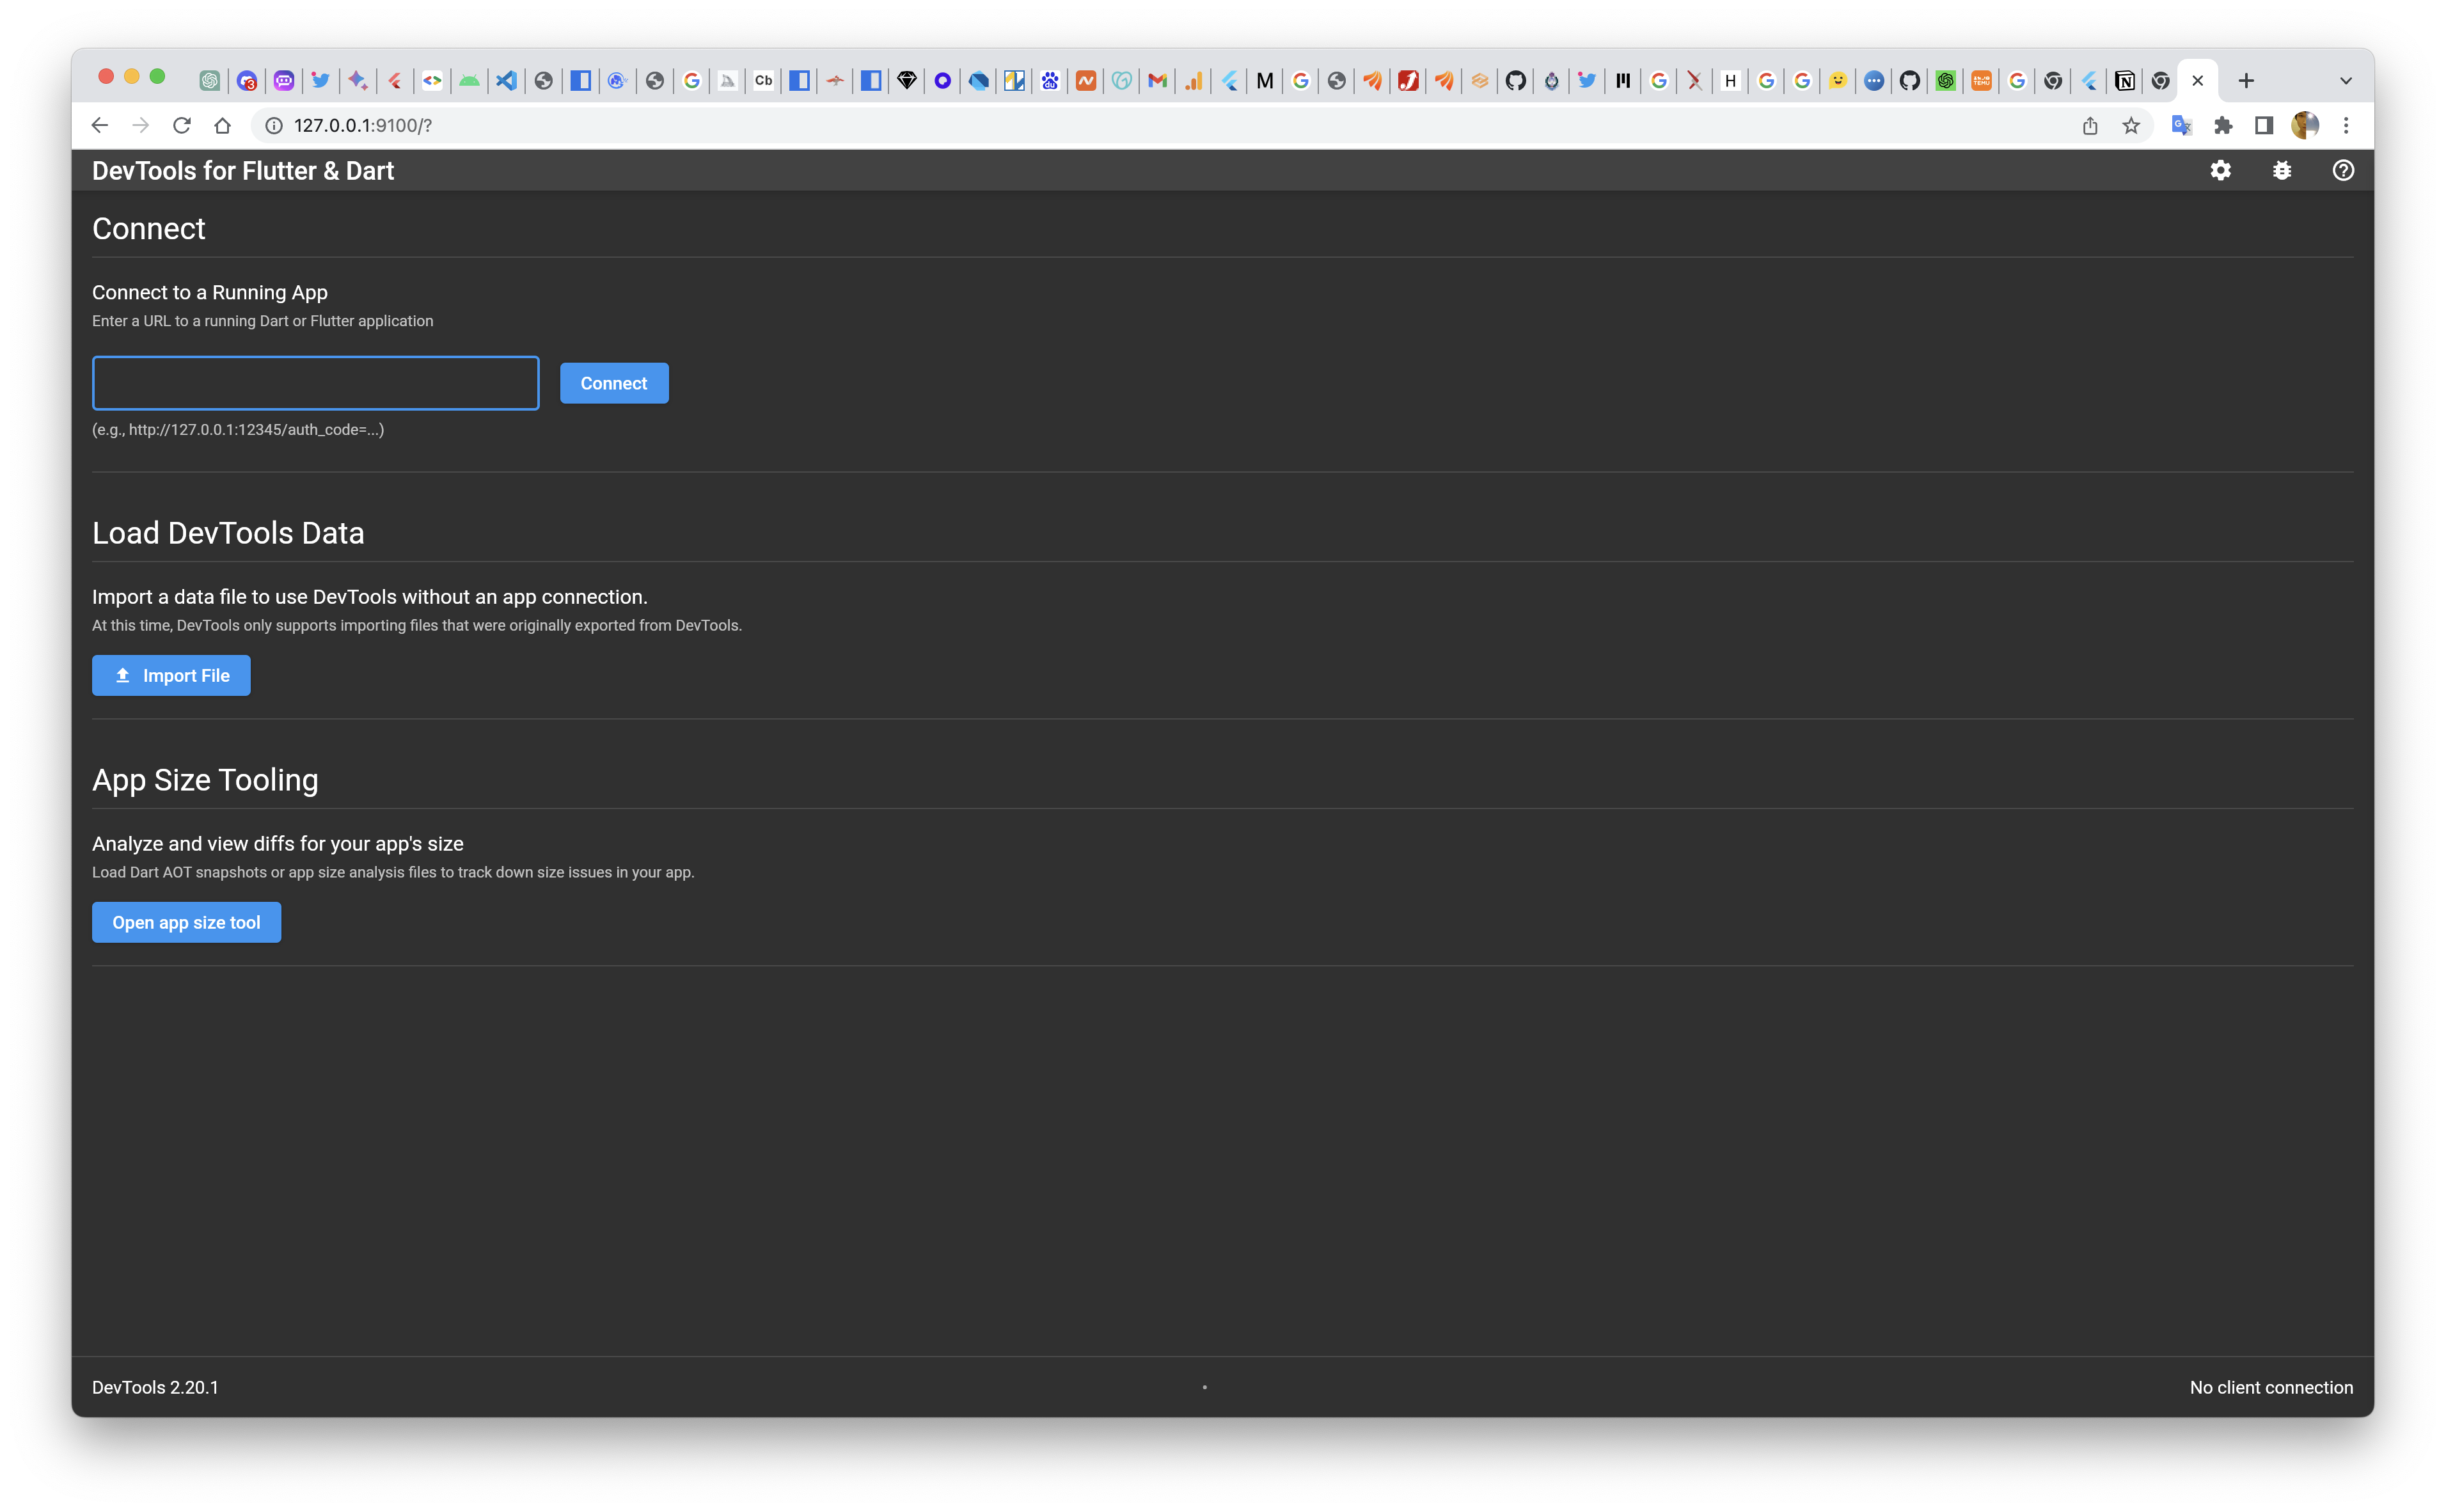 3
Cb
M
H
N
127.0.0.1:9100/?
DevTools for Flutter & Dart
Connect
Connect to a Running App
Enter a URL to a running Dart or Flutter application
Connect
(e.g., http://127.0.0.1:12345/auth_code=...)
Load DevTools Data
Import a data file to use DevTools without an app connection.
At this time, DevTools only supports importing files that were originally exported from DevTools.
Import File
App Size Tooling
Analyze and view diffs for your app's size
Load Dart AOT snapshots or app size analysis files to track down size issues in your app.
Open app size tool
DevTools 2.20.1
No client connection